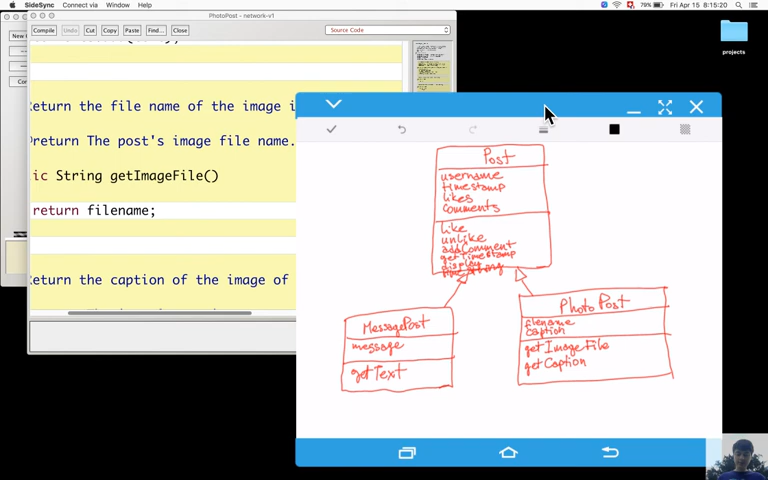 SideSync Connect via Window Help
79% Fri Apr 15 8:15:20
PhotoPost - network-v1
Compile Undo Cut Copy Paste Find... Close
Source Code
Return the file name of the image i
return The post's image file name.
ic String getImageFile()
return filename;
Return the caption of the image of
projects
Post
username
timestamp
likes
comments
like
unlike
addComment
getTimeStamp
display
MessagePost
message
getText
PhotoPost
filename
caption
getImageFile
getCaption